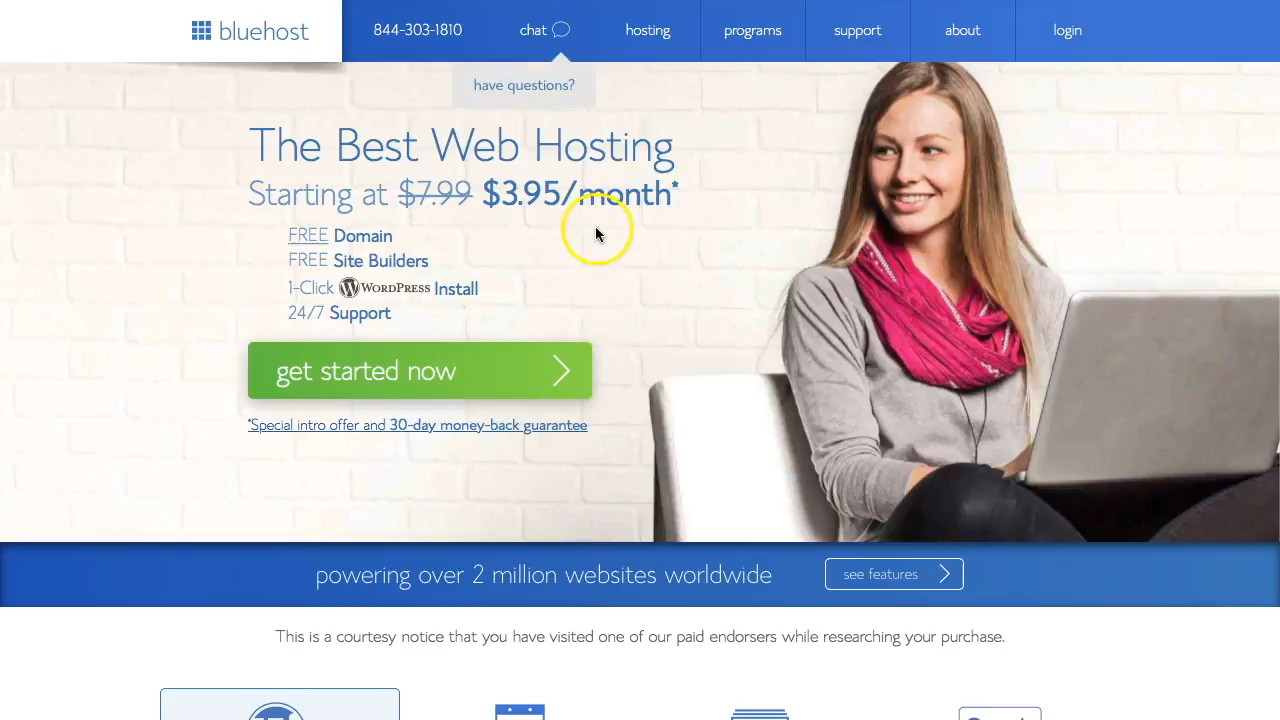 bluehost
844-303-1810
chat
hosting
programs
support
about
login
have questions?
The Best Web Hosting
Starting at $7.99 $3.95/month*
FREE Domain
FREE Site Builders
1-Click WORDPRESS Install
24/7 Support
get started now
*Special intro offer and 30-day money-back guarantee
powering over 2 million websites worldwide
see features
This is a courtesy notice that you have visited one of our paid endorsers while researching your purchase.